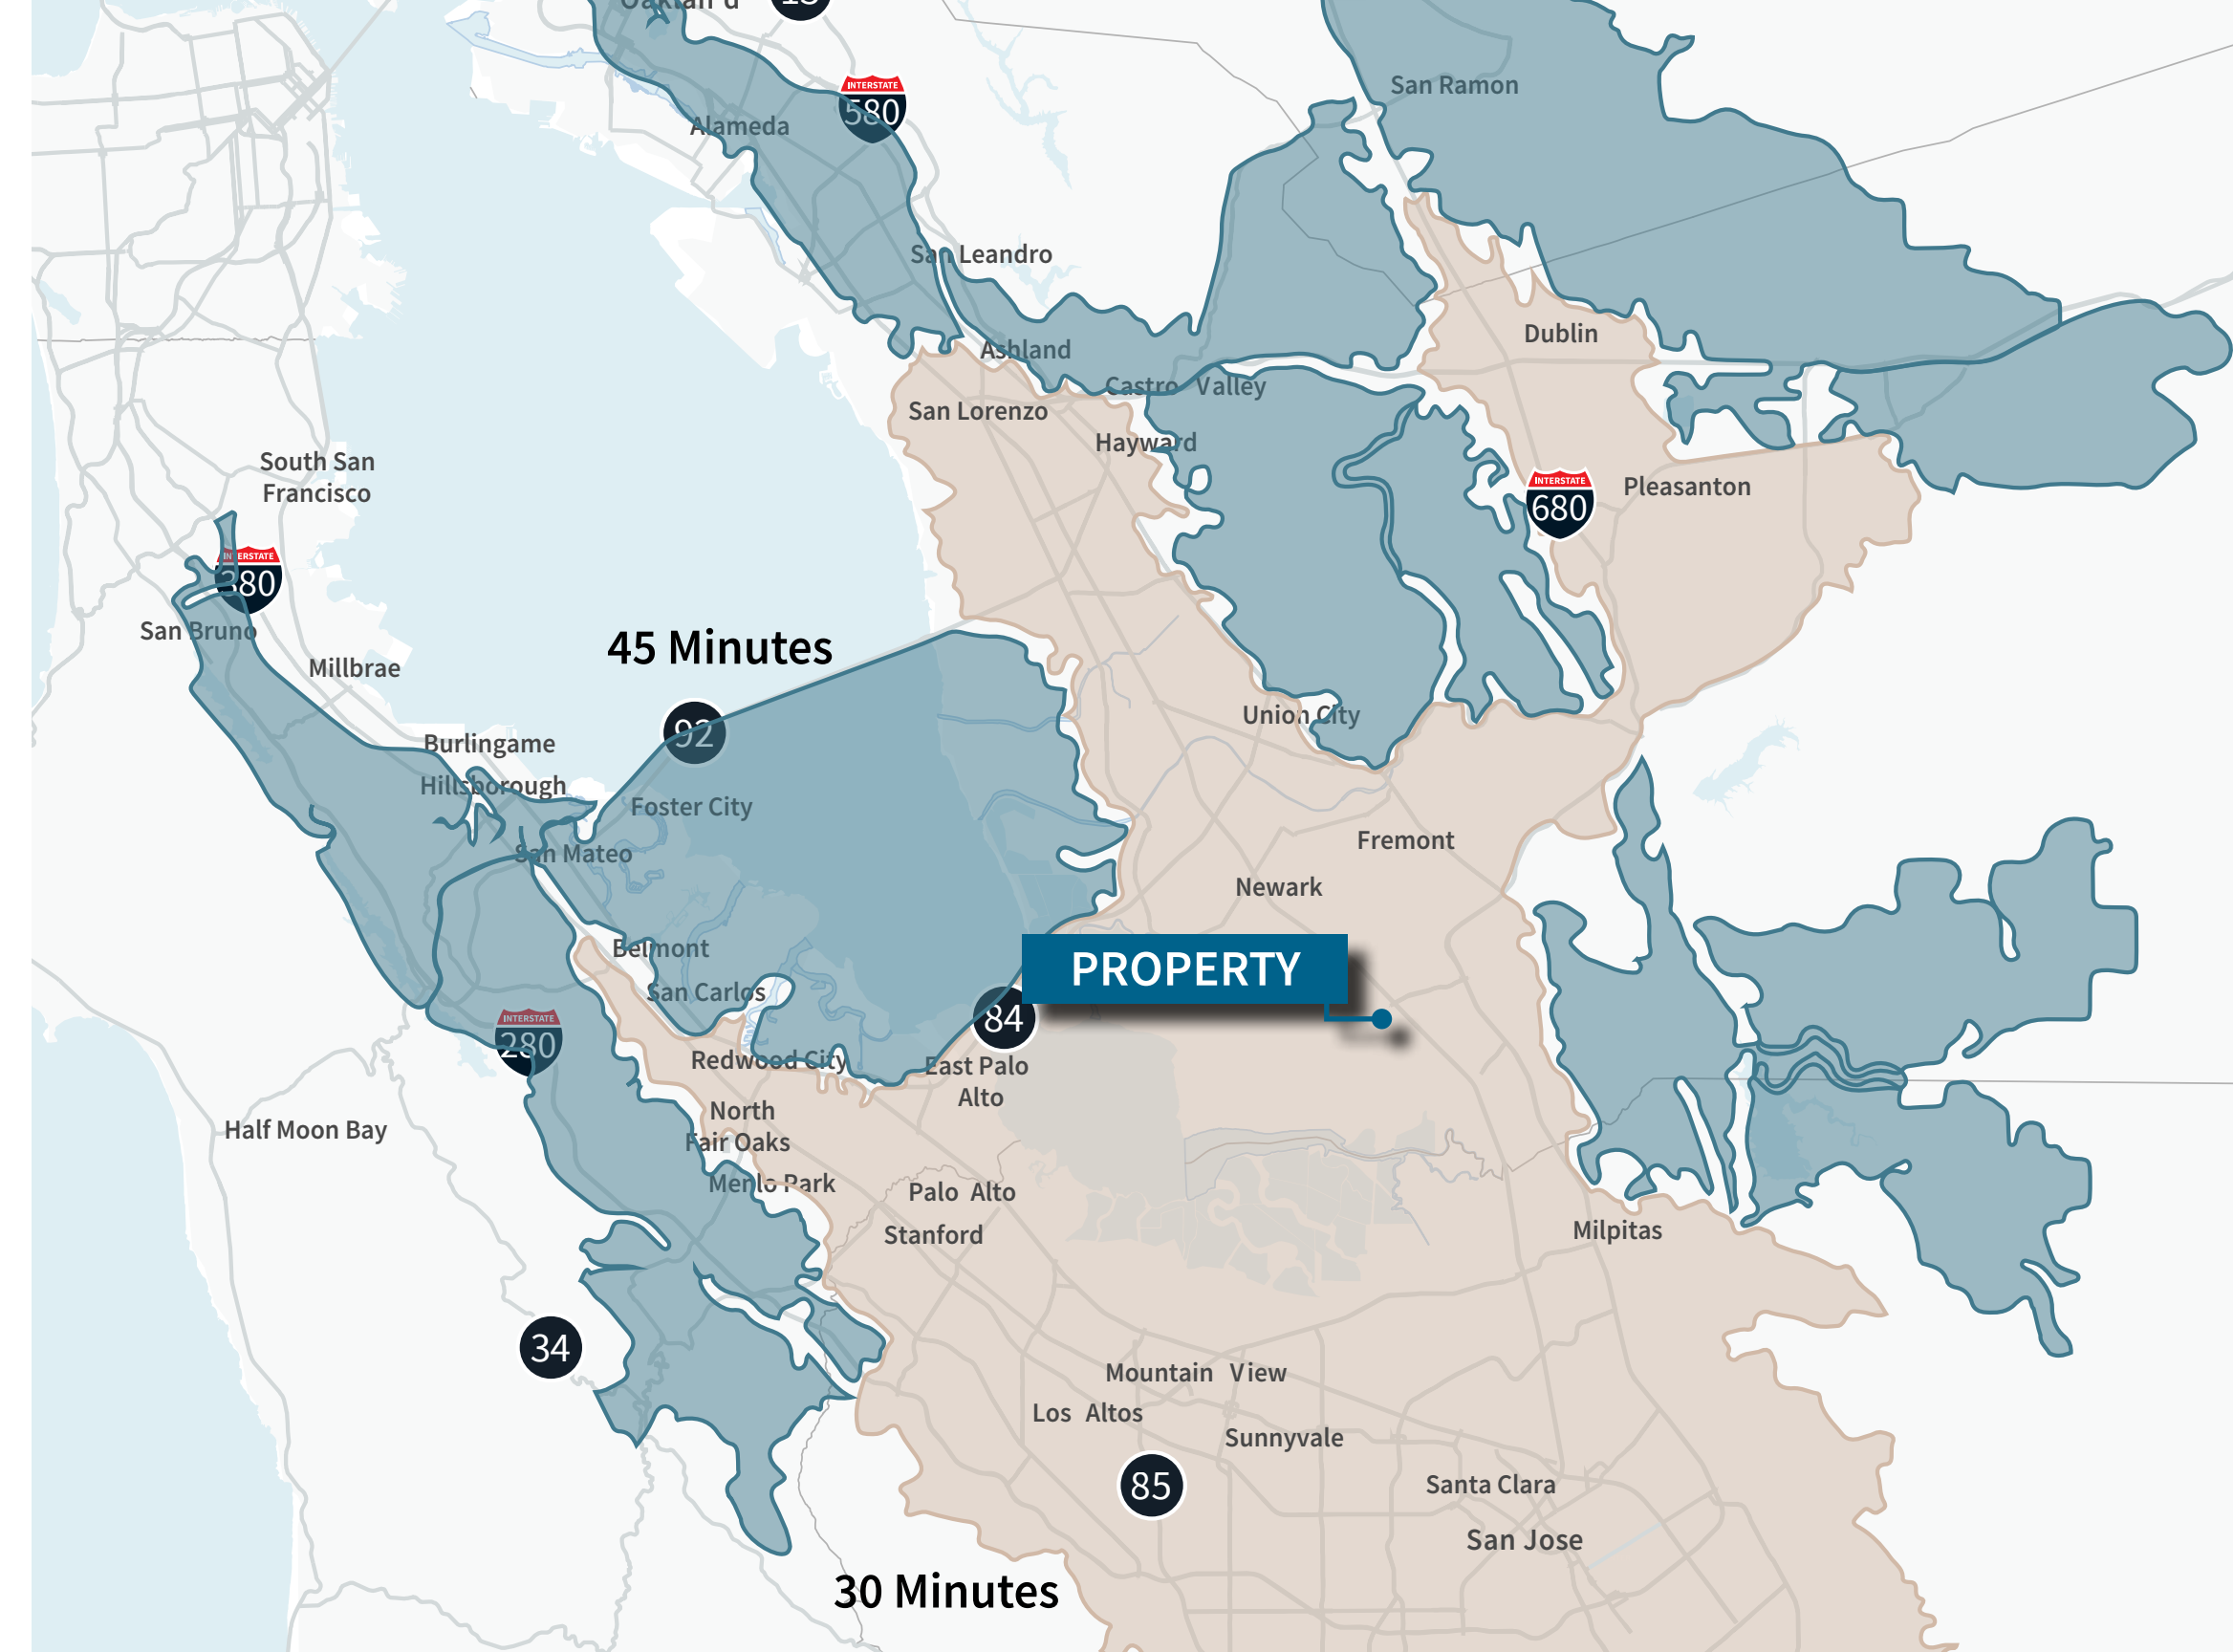 Oaklan d
13
San Ramon
INTERSTATE
580
Alameda
San Leandro
Dublin
Ashland
Castro Valley
San Lorenzo
Hayward
South San
Francisco
INTERSTATE
680
Pleasanton
INTERSTATE
380
San Bruno
45 Minutes
Millbrae
Union City
92
Burlingame
Hillsborough
Foster City
Fremont
San Mateo
Newark
Belmont
PROPERTY
San Carlos
84
INTERSTATE
280
Redwood City
East Palo
Alto
North
Fair Oaks
Half Moon Bay
Menlo Park
Palo Alto
Stanford
Milpitas
34
Mountain View
Los Altos
Sunnyvale
85
Santa Clara
San Jose
30 Minutes